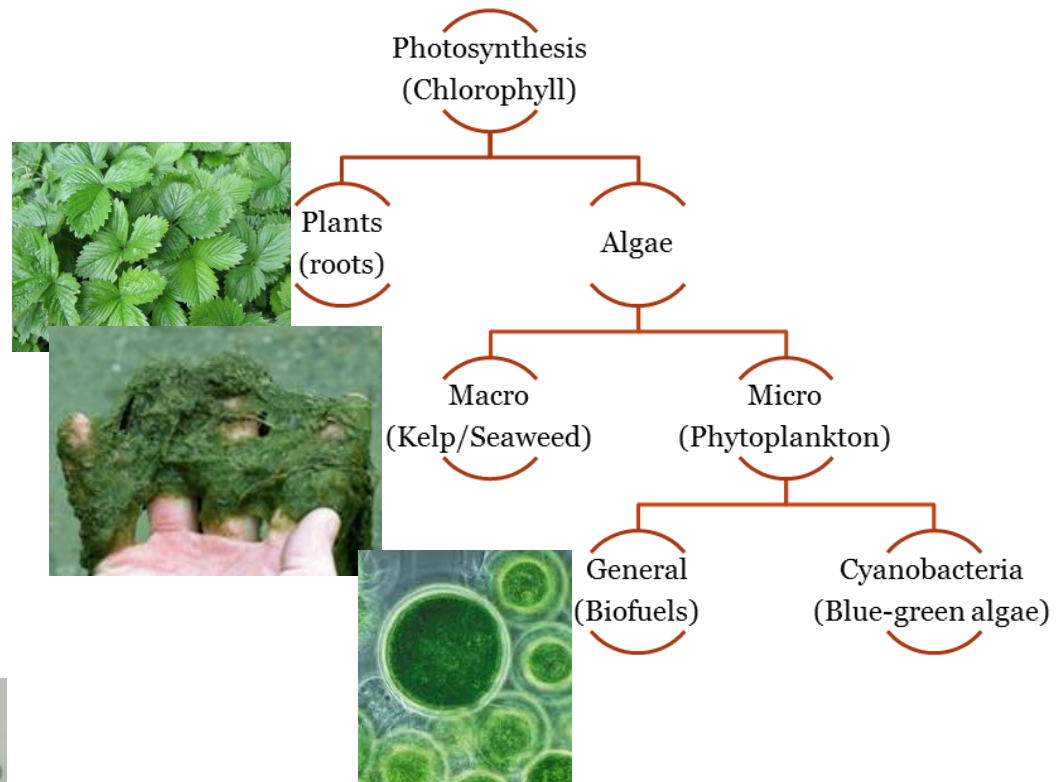 Photosynthesis
(Chlorophyll)
Plants
(roots)
Algae
Macro
(Kelp/Seaweed)
Micro
(Phytoplankton)
General
(Biofuels)
Cyanobacteria
(Blue-green algae)